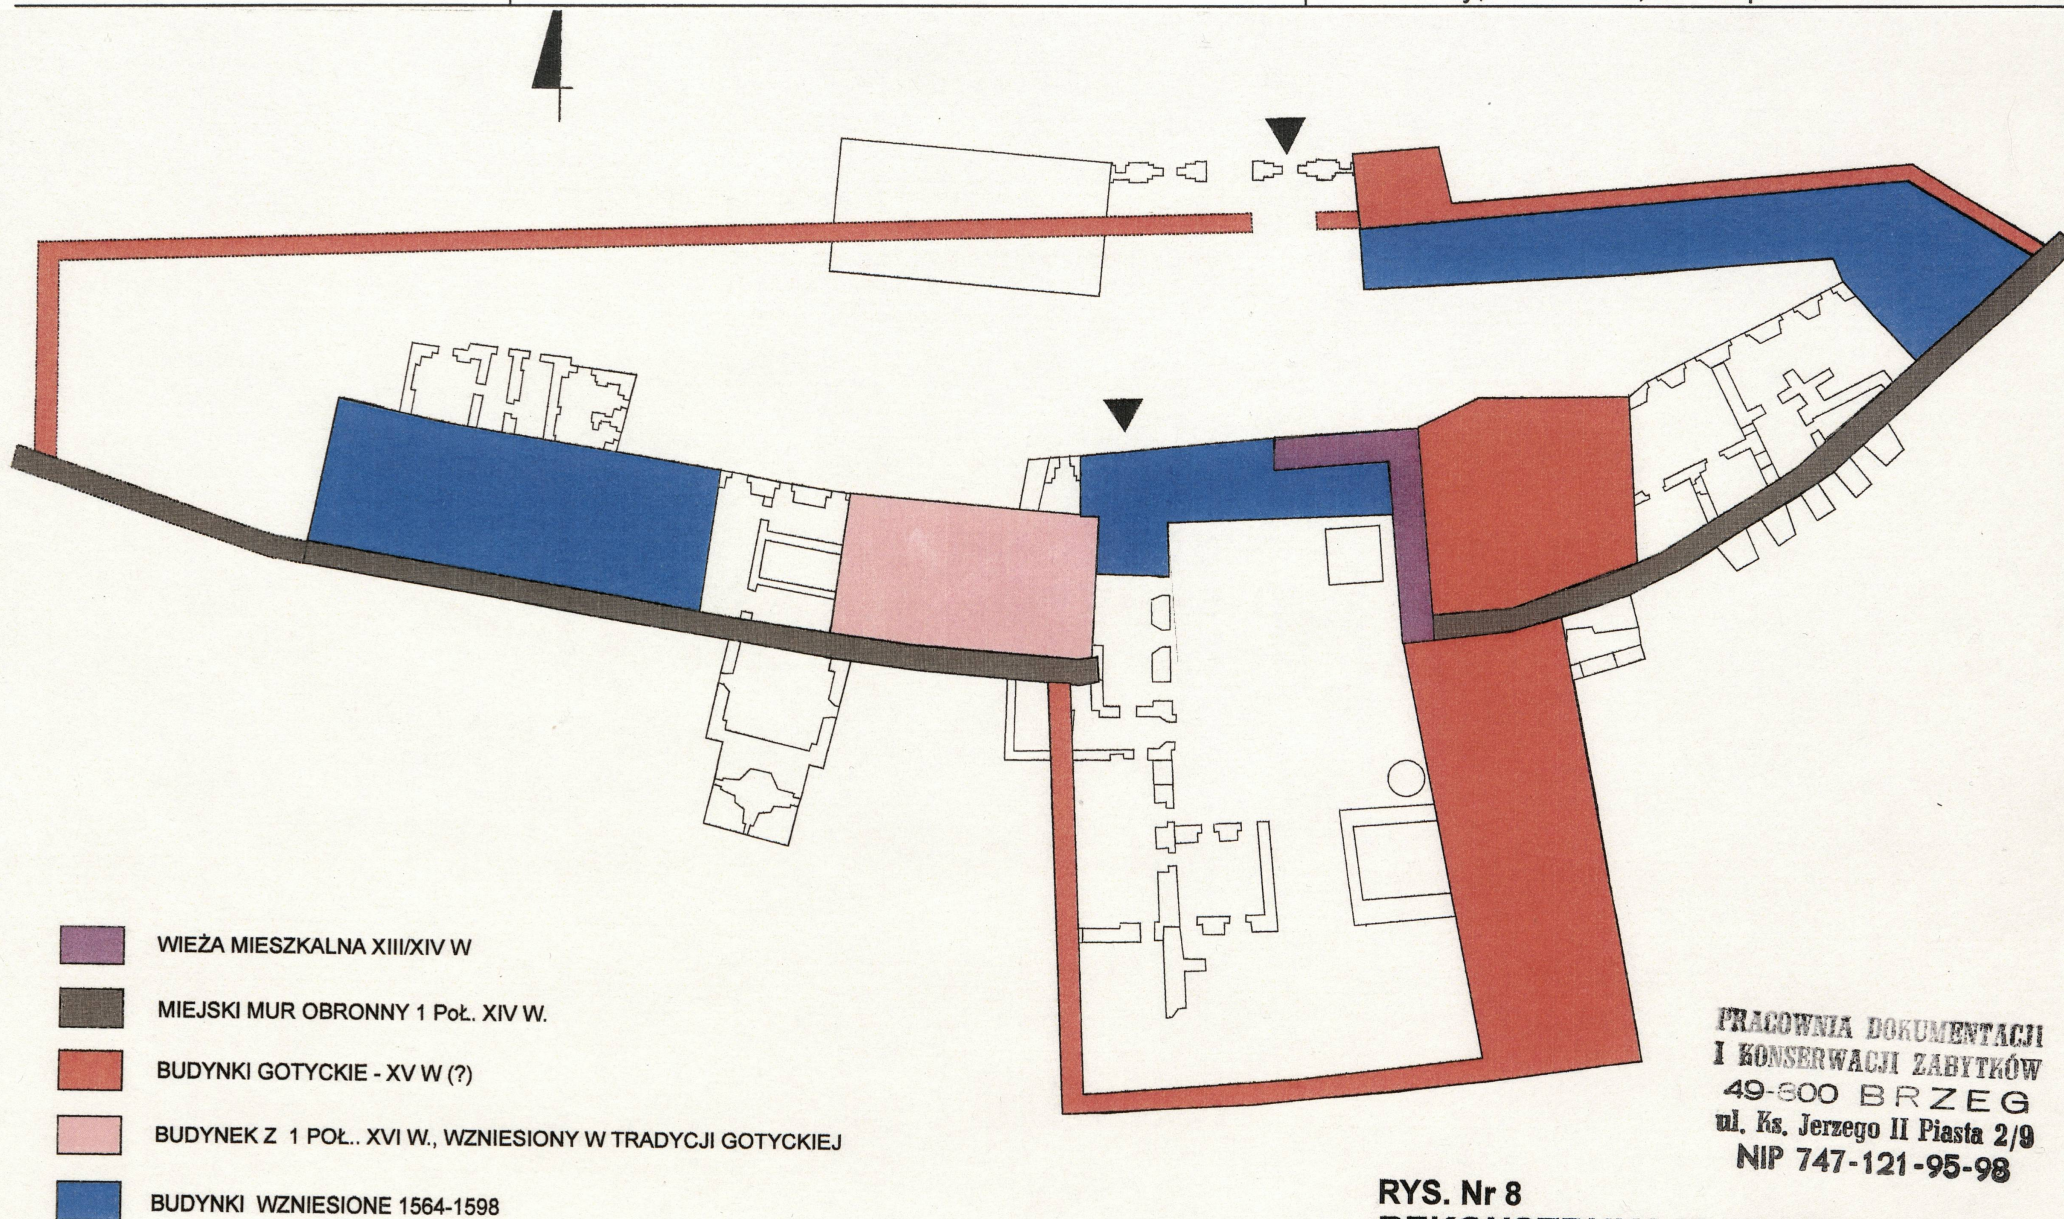 WIEŻA MIESZKALNA XIII/XIV W
MIEJSKI MUR OBRONNY 1 PoŁ. XIV W.
BUDYNKI GOTYCKIE - XV W (?)
BUDYNEK Z 1 POŁ.. XVI W., WZNIESIONY W TRADYCJI GOTYCKIEJ
BUDYNKI WZNIESIONE 1564-1598
PRACOWNIA DOKUMENTACJI
I KONSERWACJI ZABYTKÓW
49-300 BRZEG
ul. Ks. Jerzego II Piasta 2/9
NIP 747-121-95-98
RYS. Nr 8